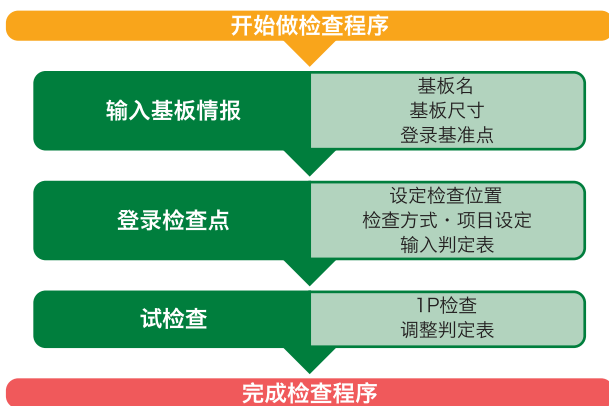 开始做检查程序
输入基板情报
基板名
基板尺寸
登录基准点
登录检查点
设定检查位置
检查方式・项目设定
输入判定表
试检查
1P检查
调整判定表
完成检查程序